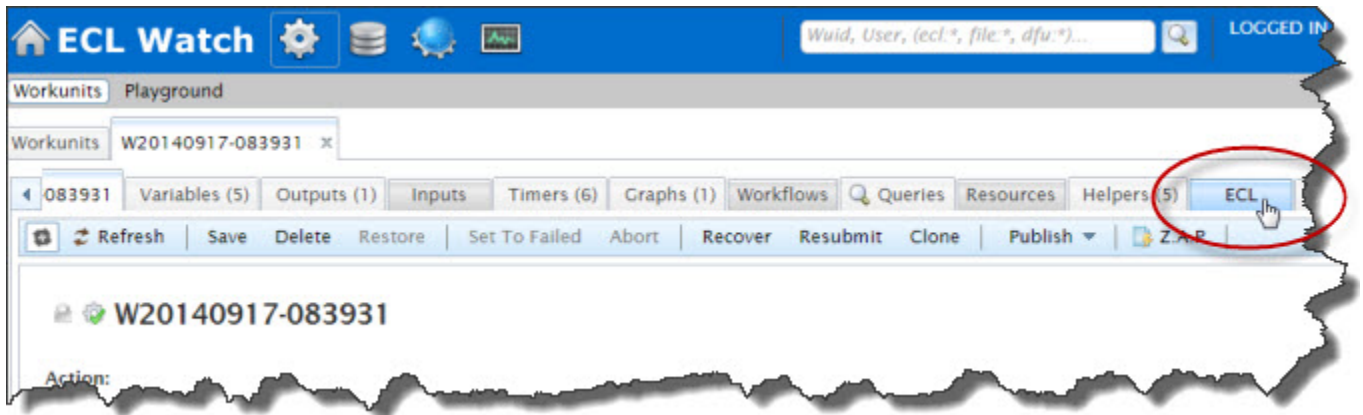 ECL Watch Wuid, User, (ecl:*, file:*, dfu:*)... LOGGED IN
Workunits Playground
Workunits W20140917-083931 x
083931 Variables (5) Outputs (1) Inputs Timers (6) Graphs (1) Workflows Queries Resources Helpers (5) ECL
Refresh Save Delete Restore Set To Failed Abort Recover Resubmit Clone Publish Z.A.P
W20140917-083931
Action: